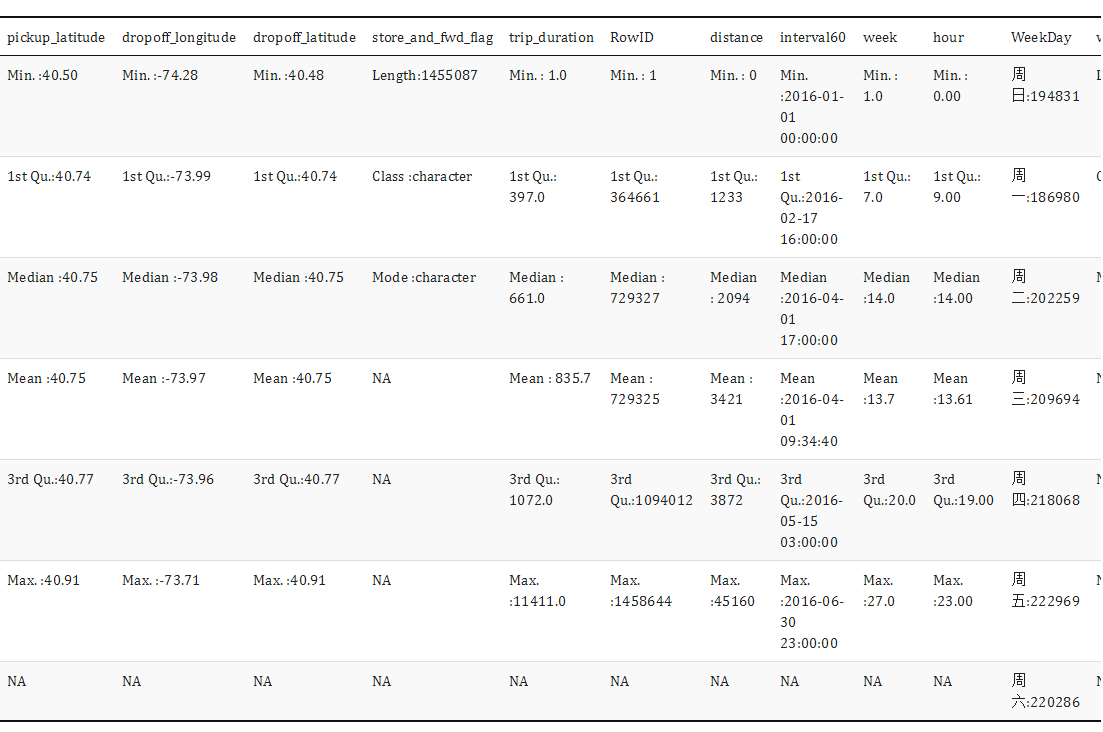 pickup_latitude dropoff_longitude dropoff_latitude store_and_fwd_flag trip_duration RowID distance interval60 week hour WeekDay
Min. :40.50 Min. :-74.28 Min. :40.48 Length:1455087 Min. : 1.0 Min. : 1 Min. : 0 Min. Min. : Min. : 周
:2016-01- 1.0 0.00 日:194831
01
00:00:00
1st Qu.:40.74 1st Qu.:-73.99 1st Qu.:40.74 Class :character 1st Qu.: 1st Qu.: 1st Qu.: 1st 1st Qu.: 1st Qu.: 周
397.0 364661 1233 Qu.:2016- 7.0 9.00 一:186980
02-17
16:00:00
Median :40.75 Median :-73.98 Median :40.75 Mode :character Median : Median : Median Median Median Median 周
661.0 729327 : 2094 :2016-04- :14.0 :14.00 二:202259
01
17:00:00
Mean :40.75 Mean :-73.97 Mean :40.75 NA Mean : 835.7 Mean : Mean : Mean Mean Mean 周
729325 3421 :2016-04- :13.7 :13.61 三:209694
01
09:34:40
3rd Qu.:40.77 3rd Qu.:-73.96 3rd Qu.:40.77 NA 3rd Qu.: 3rd 3rd Qu.: 3rd 3rd 3rd 周
1072.0 Qu.:1094012 3872 Qu.:2016- Qu.:20.0 Qu.:19.00 四:218068
05-15
03:00:00
Max. :40.91 Max. :-73.71 Max. :40.91 NA Max. Max. Max. Max. Max. Max. 周
:11411.0 :1458644 :45160 :2016-06- :27.0 :23.00 五:222969
30
23:00:00
NA NA NA NA NA NA NA NA NA NA 周
六:220286